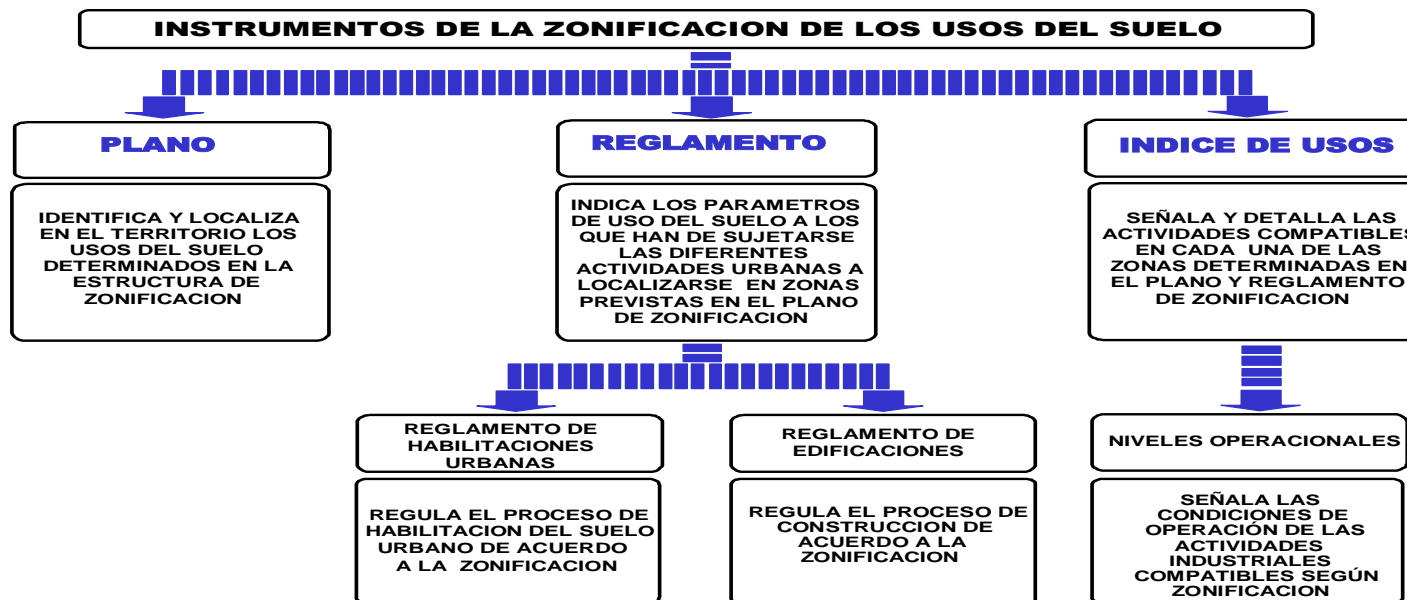 INSTRUMENTOS DE LA ZONIFICACION DE LOS USOS DEL SUELO
PLANO
IDENTIFICA Y LOCALIZA
EN EL TERRITORIO LOS
USOS DEL SUELO
DETERMINADOS EN LA
ESTRUCTURA DE
ZONIFICACION
REGLAMENTO
INDICA LOS PARAMETROS
DE USO DEL SUELO A LOS
QUE HAN DE SUJETARSE
LAS DIFERENTES
ACTIVIDADES URBANAS A
LOCALIZARSE EN ZONAS
PREVISTAS EN EL PLANO
DE ZONIFICACION
INDICE DE USOS
SEÑALA Y DETALLA LAS
ACTIVIDADES COMPATIBLES
EN CADA UNA DE LAS
ZONAS DETERMINADAS EN
EL PLANO Y REGLAMENTO
DE ZONIFICACION
REGLAMENTO DE
HABILITACIONES
URBANAS
REGULA EL PROCESO DE
HABILITACION DEL SUELO
URBANO DE ACUERDO
A LA ZONIFICACION
REGLAMENTO DE
EDIFICACIONES
REGULA EL PROCESO DE
CONSTRUCCION DE
ACUERDO A LA
ZONIFICACION
NIVELES OPERACIONALES
SEÑALA LAS
CONDICIONES DE
OPERACIÓN DE LAS
ACTIVIDADES
INDUSTRIALES
COMPATIBLES SEGÚN
ZONIFICACION